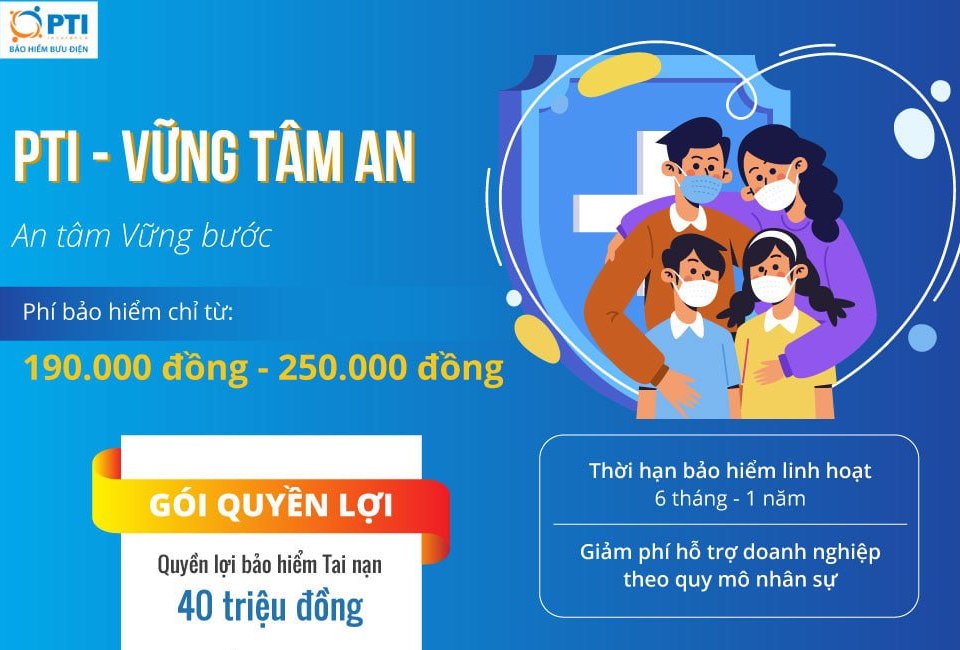 PTI
BẢO HIỂM BƯU ĐIỆN
PTI - VỮNG TÂM AN
An tâm Vững bước
Phí bảo hiểm chỉ từ:
190.000 đồng - 250.000 đồng
GÓI QUYỀN LỢI
Quyền lợi bảo hiểm Tai nạn
40 triệu đồng
Thời hạn bảo hiểm linh hoạt
6 tháng - 1 năm
Giảm phí hỗ trợ doanh nghiệp
theo quy mô nhân sự